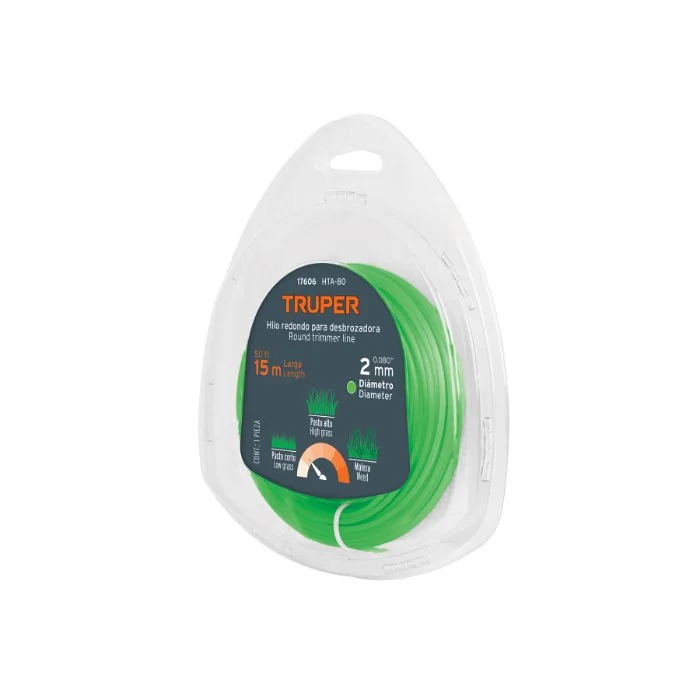 17606 HTA-80
TRUPER
Hilo redondo para desbrozadora
Round trimmer line
50 ft
15 m Largo
Length
0.080"
2 mm
Diámetro
Diameter
Pasto alto
High grass
Pasto corto
Low grass
Maleza
Weed
CONT.: 1 PIEZA